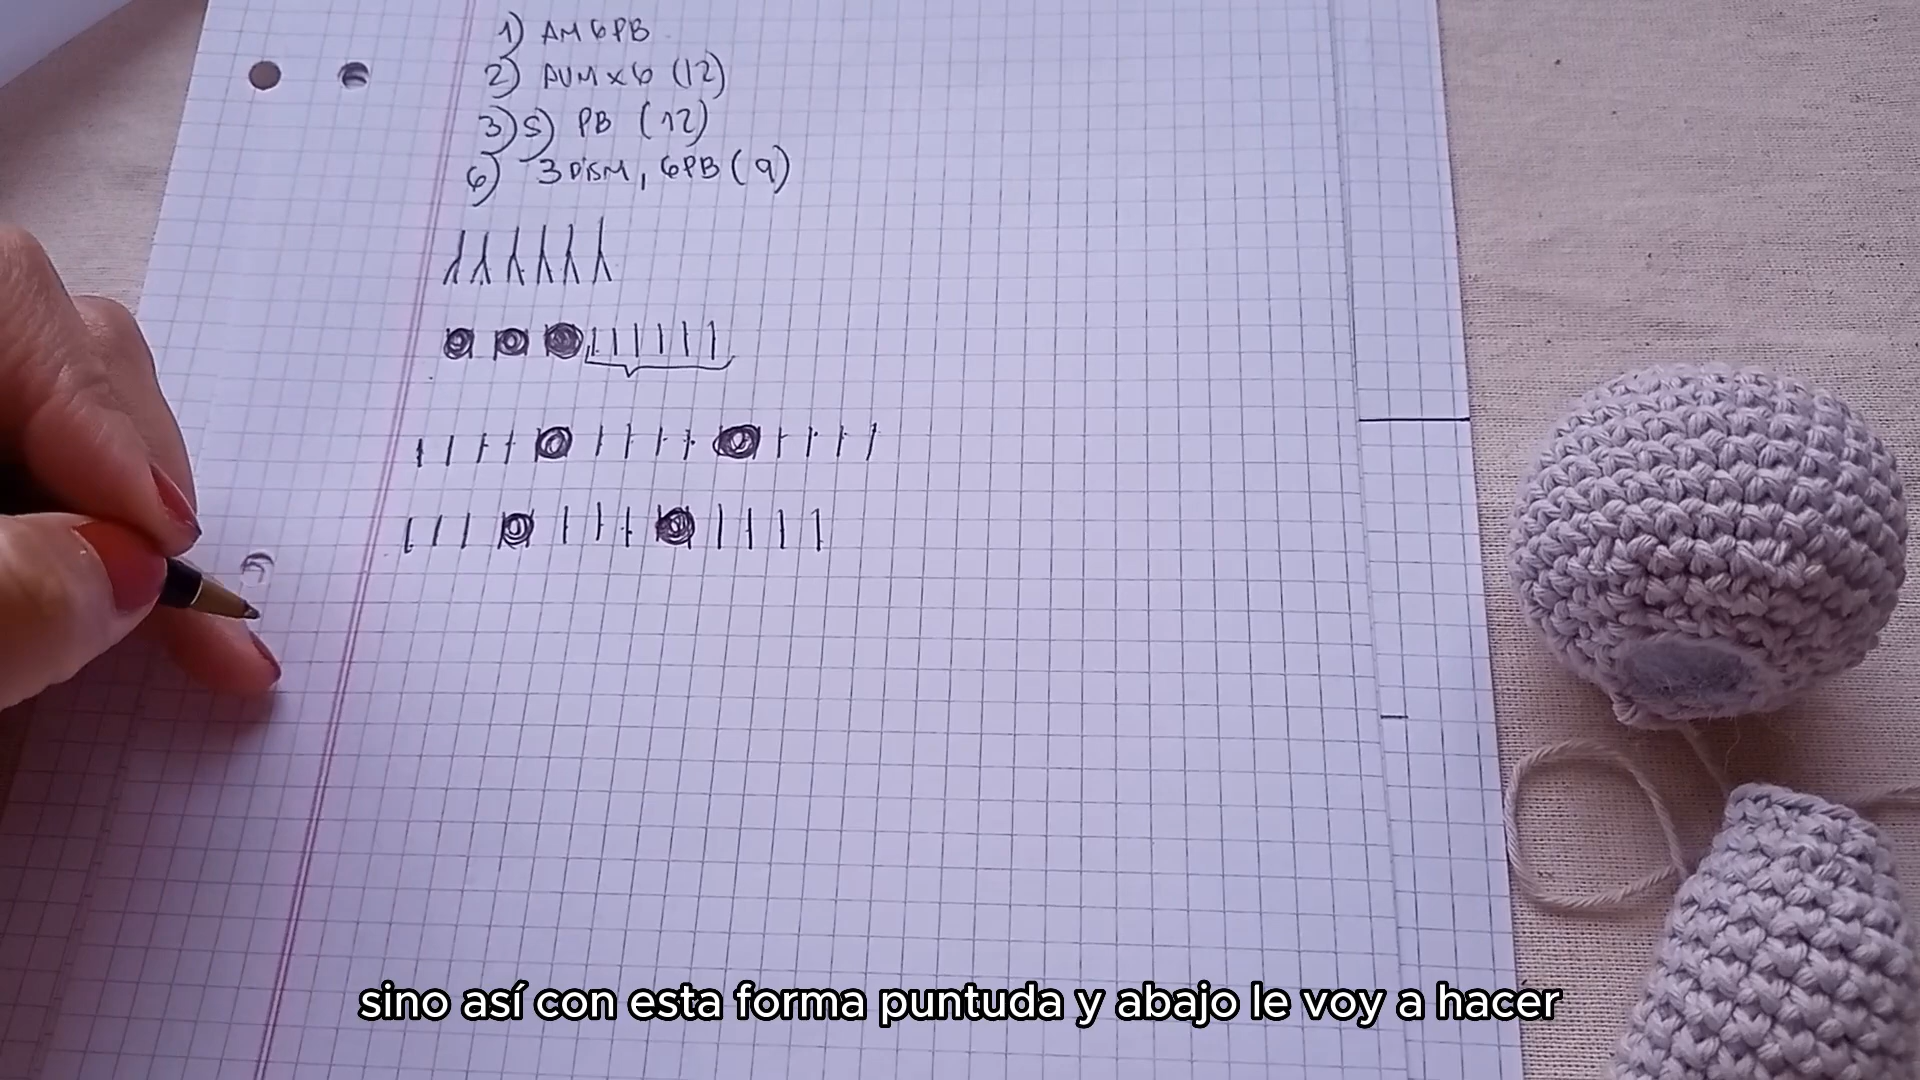 1) AM 6PB
2) AUM x 6 (12)
3) 5) PB (12)
6) 3 DISM, 6PB (9)
sino así con esta forma puntuda y abajo le voy a hacer